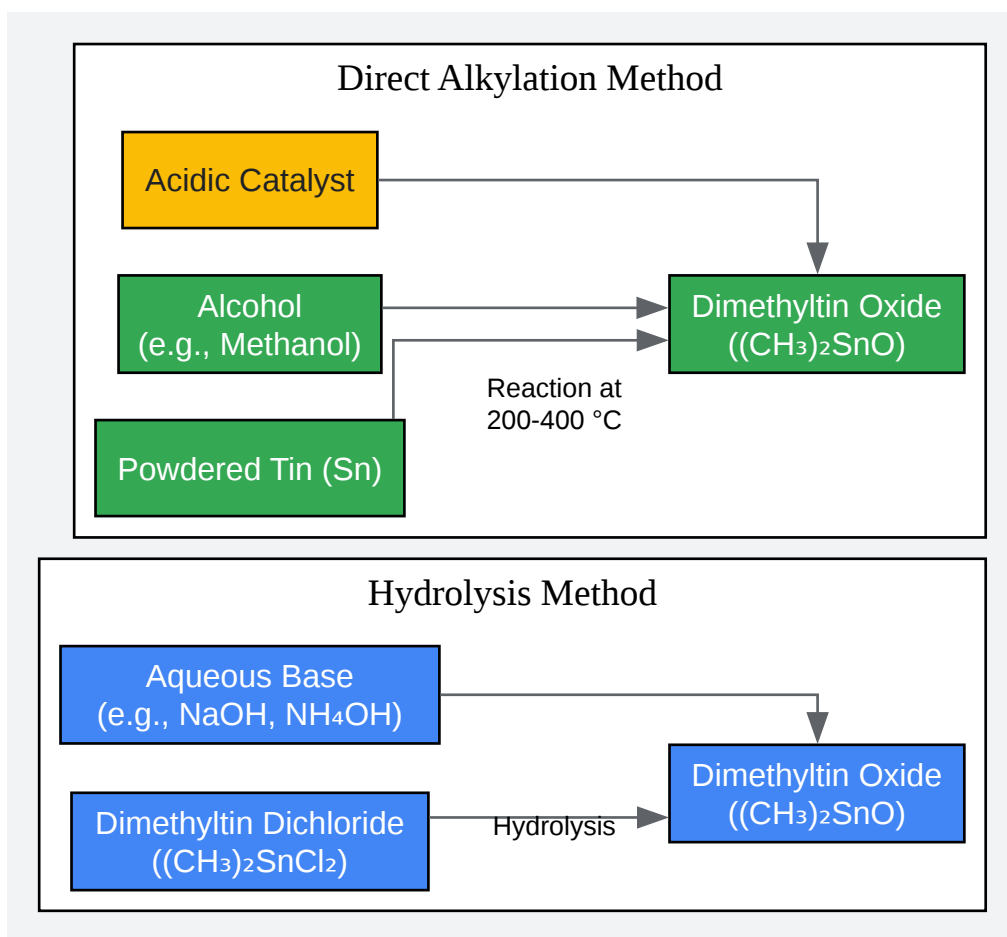 Direct Alkylation Method
Acidic Catalyst
Alcohol
(e.g., Methanol)
Dimethyltin Oxide
((CH₃)₂SnO)
Reaction at
200-400 °C
Powdered Tin (Sn)
Hydrolysis Method
Aqueous Base
(e.g., NaOH, NH₄OH)
Dimethyltin Oxide
((CH₃)₂SnO)
Dimethyltin Dichloride
((CH₃)₂SnCl₂)
Hydrolysis